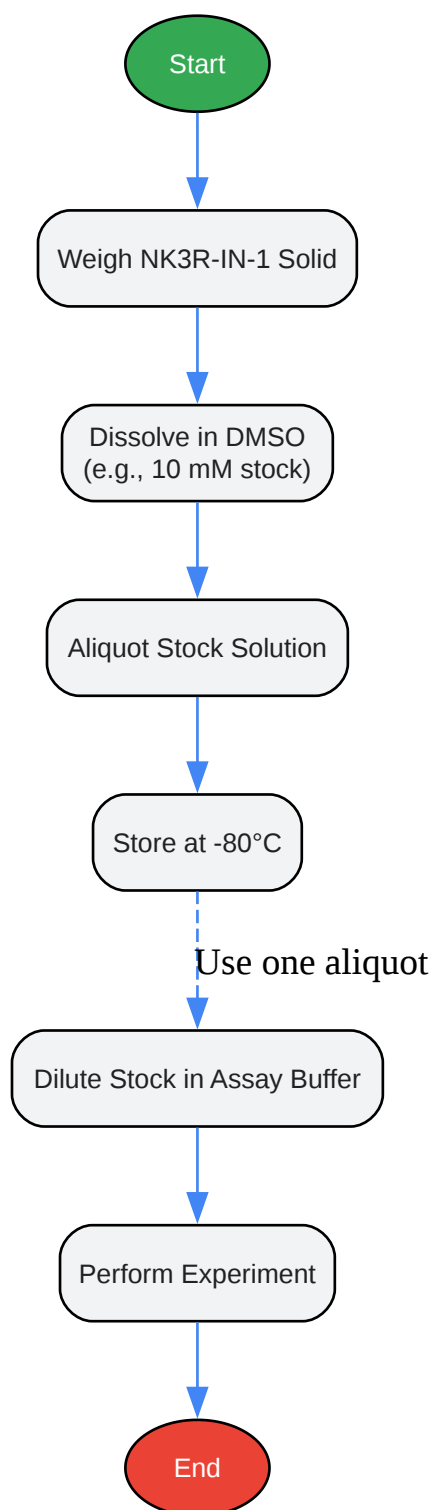 Start
Weigh NK3R-IN-1 Solid
Dissolve in DMSO
(e.g., 10 mM stock)
Aliquot Stock Solution
Store at -80°C
Use one aliquot
Dilute Stock in Assay Buffer
Perform Experiment
End